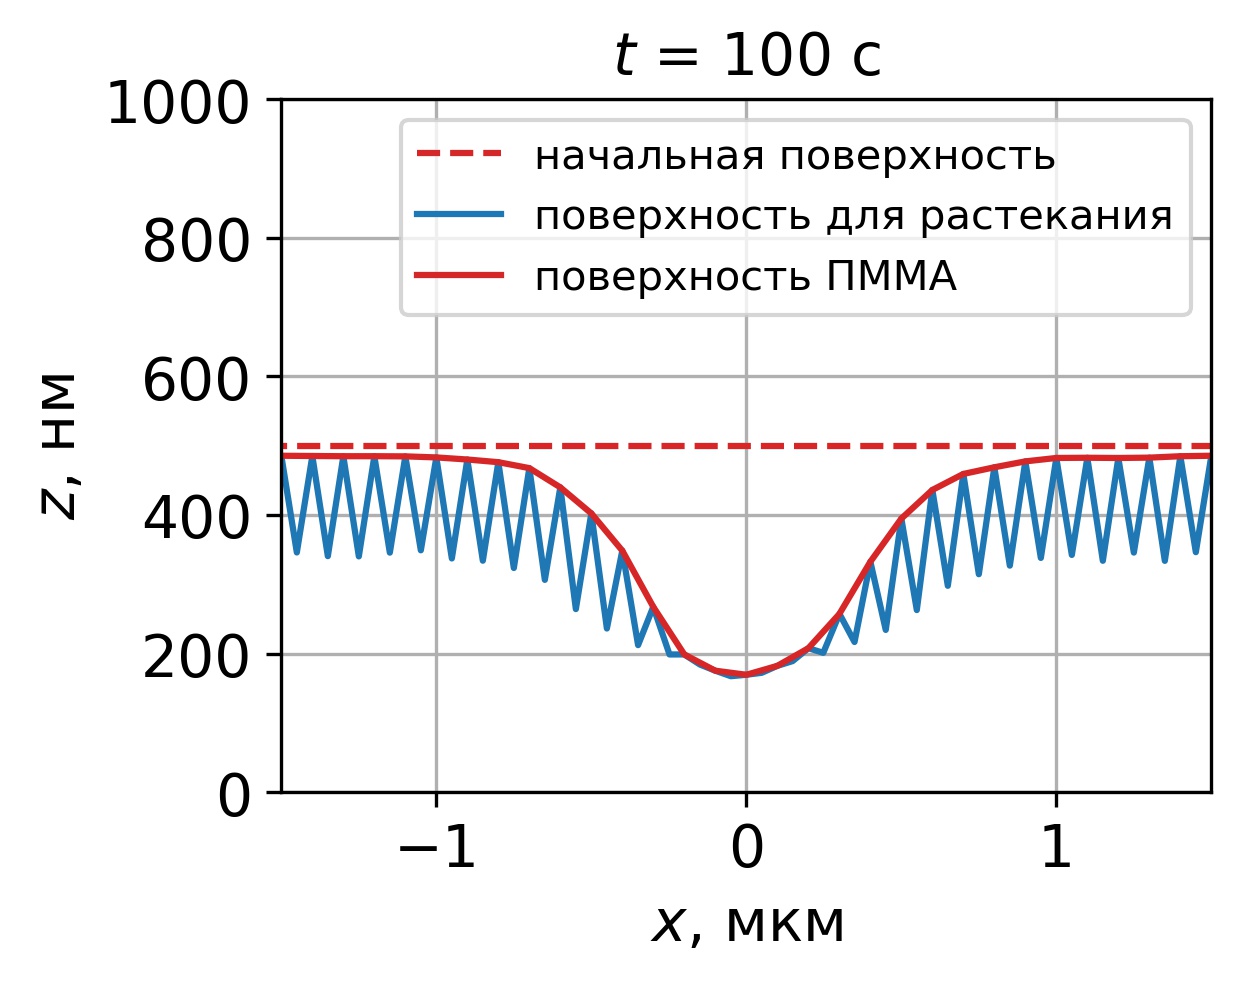 t = 100 с
1000
800
600
400
200
0
z, нм
начальная поверхность
поверхность для растекания
поверхность ПММА
−1 0 1
x, мкм